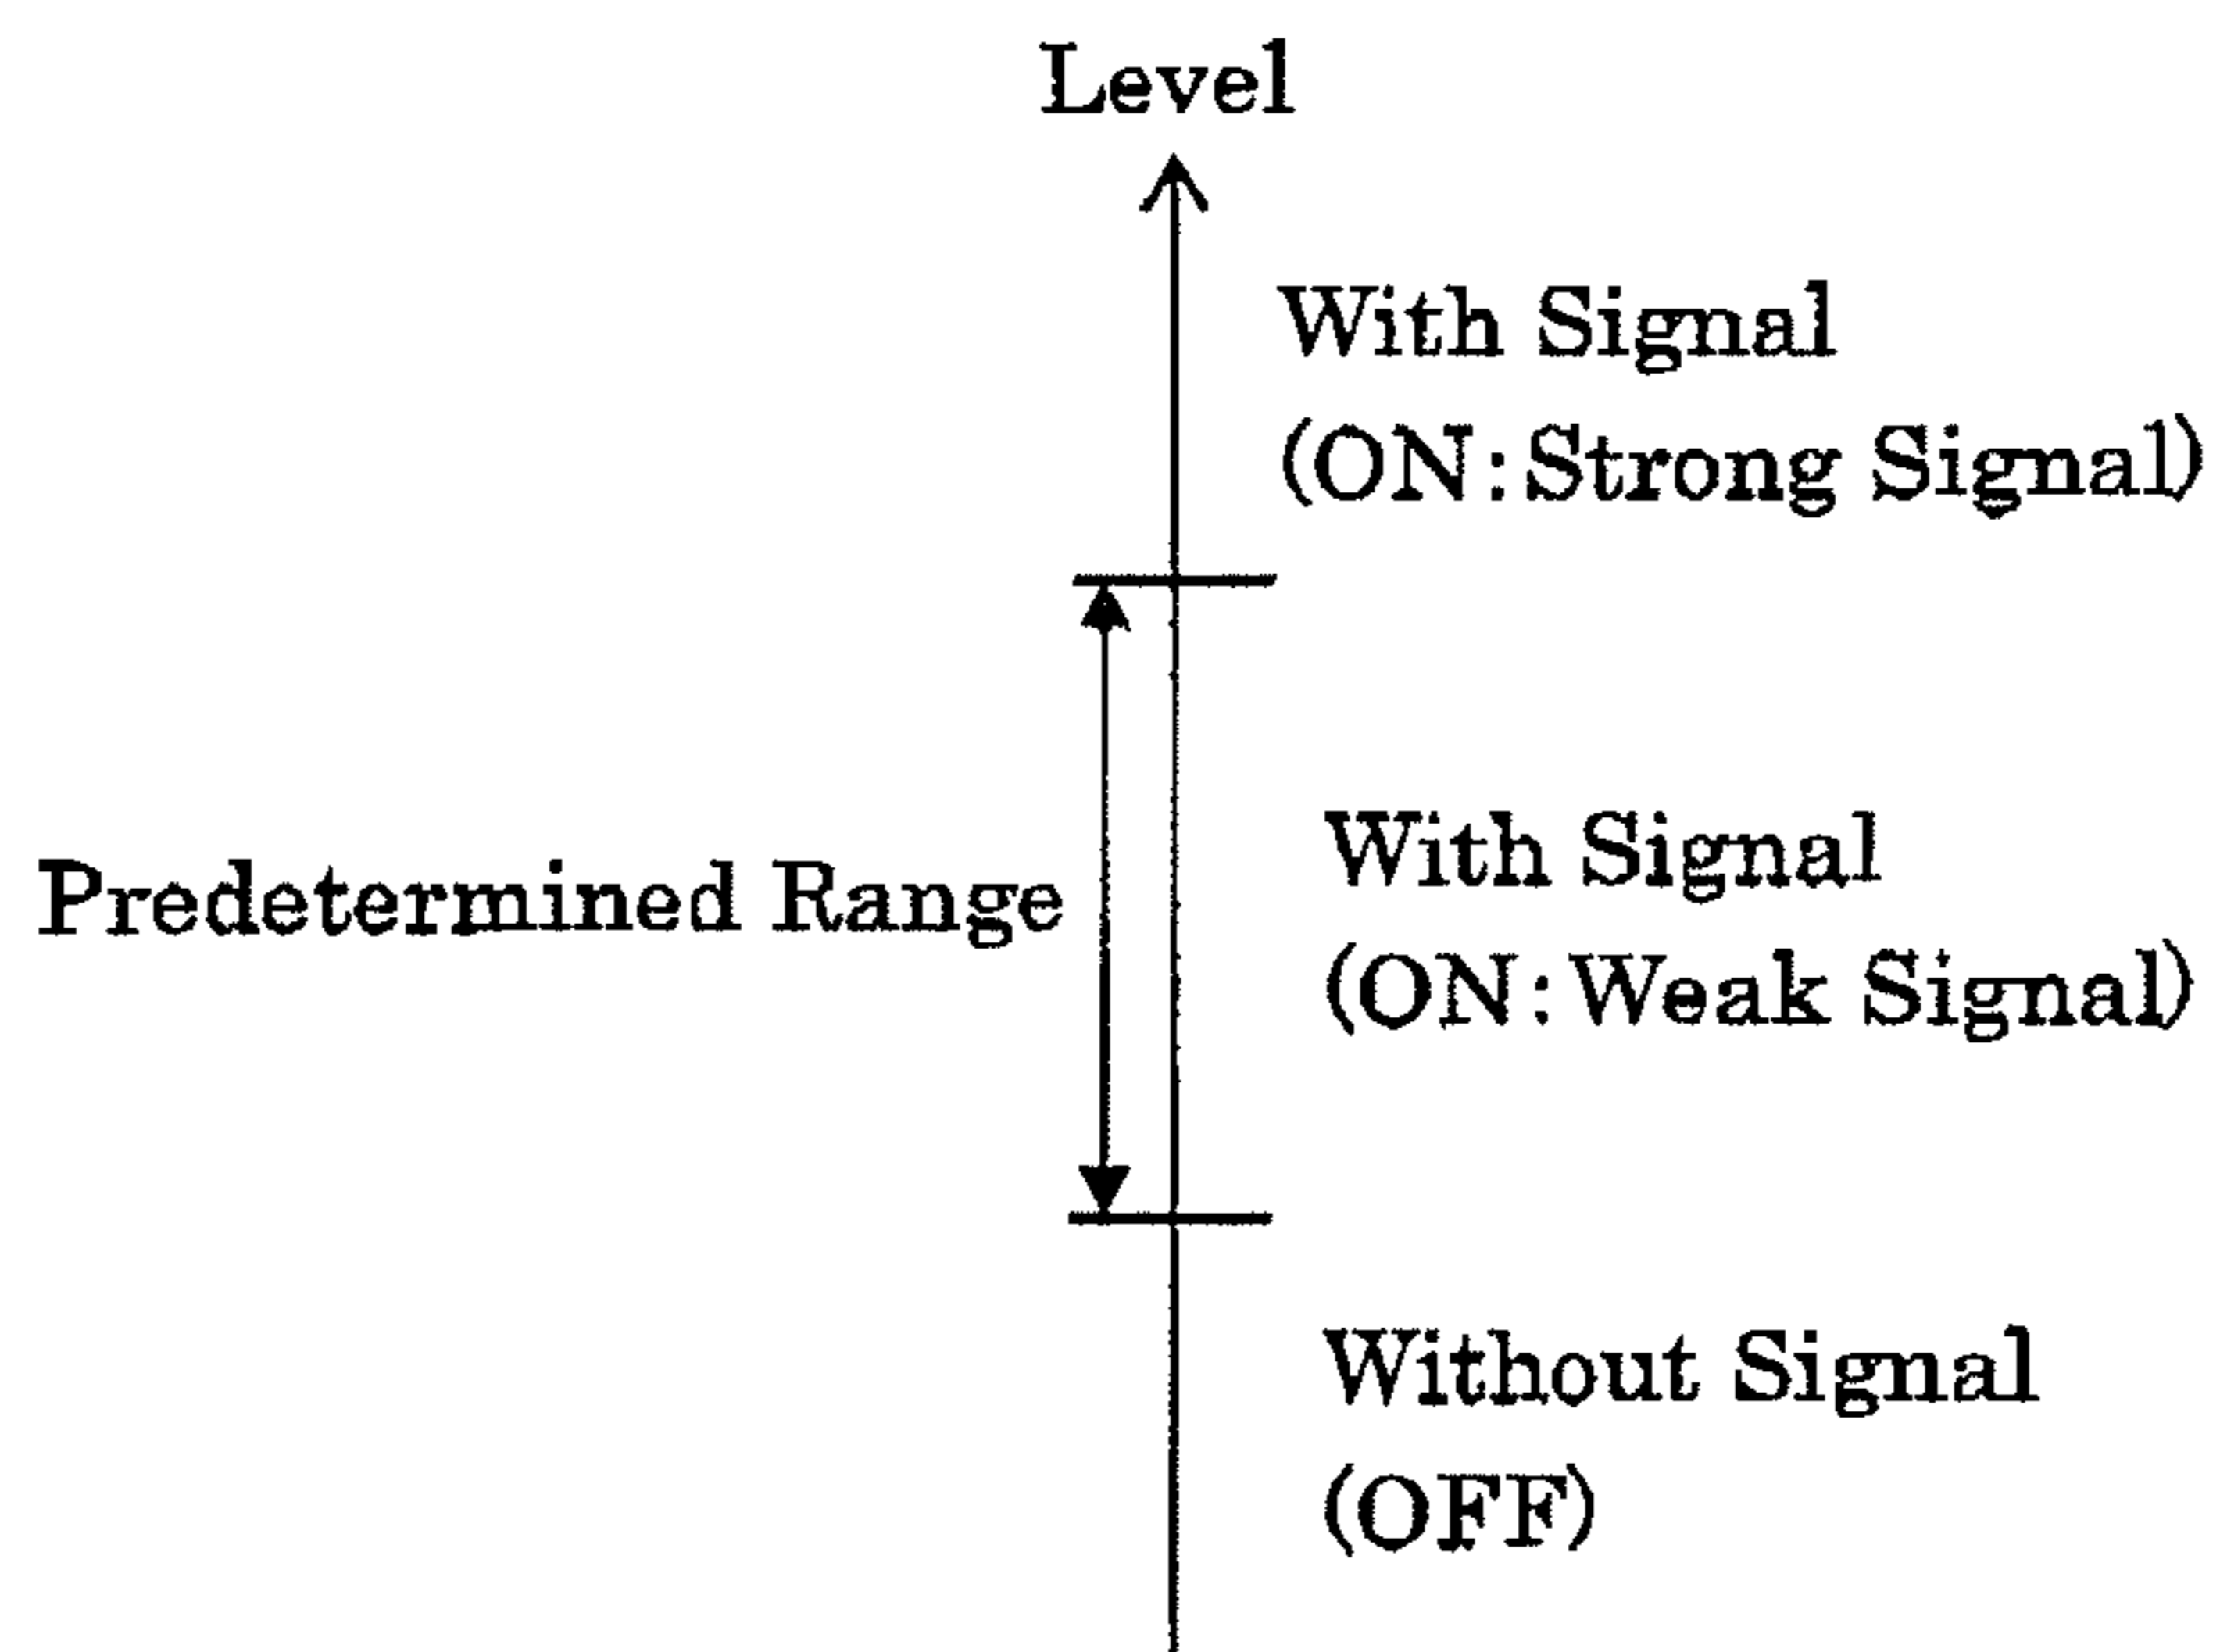 Level
With Signal
(ON:Strong Signal)
Predetermined Range
With Signal
(ON:Weak Signal)
Without Signal
(OFF)